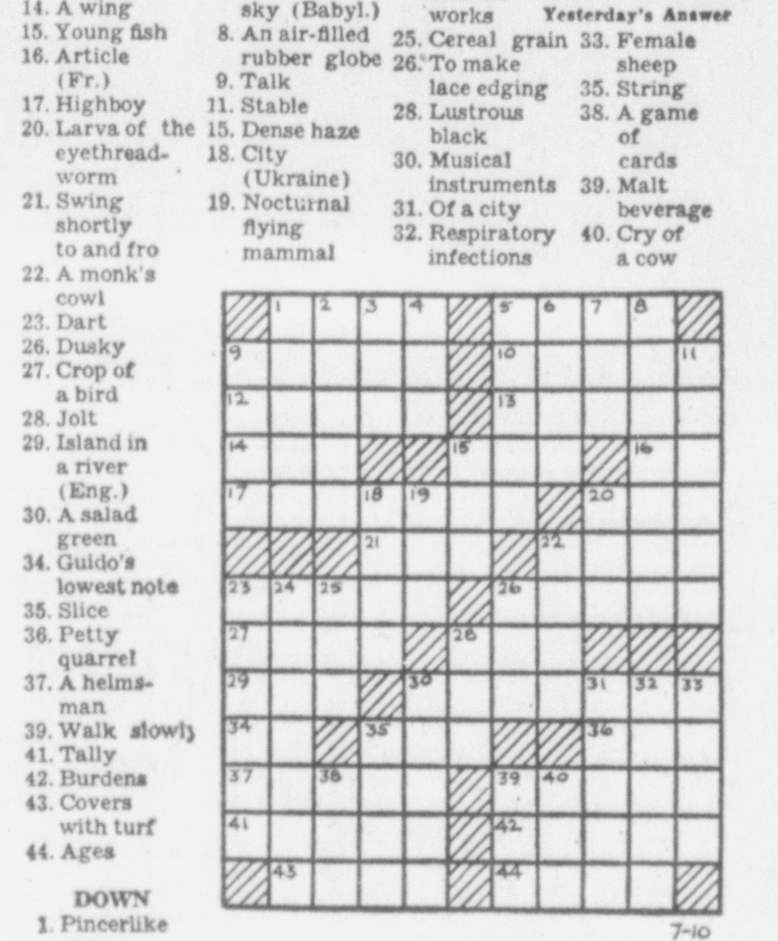 14. A wing
15. Young fish
16. Article
(Fr.)
17. Highboy
20. Larva of the
eyethread-
worm
21. Swing
shortly
to and fro
22. A monk's
cowl
23. Dart
26. Dusky
27. Crop of
a bird
28. Jolt
29. Island in
a river
(Eng.)
30. A salad
green
34. Guido's
lowest note
35. Slice
36. Petty
quarrel
37. A helms-
man
39. Walk slowly
41. Tally
42. Burdens
43. Covers
with turf
44. Ages
DOWN
1. Pincerlike
sky (Babyl.)
8. An air-filled
rubber globe
9. Talk
11. Stable
15. Dense haze
18. City
(Ukraine)
19. Nocturnal
flying
mammal
works
25. Cereal grain
26. To make
lace edging
28. Lustrous
black
30. Musical
instruments
31. Of a city
32. Respiratory
infections
Yesterday's Answer
33. Female
sheep
35. String
38. A game
of
cards
39. Malt
beverage
40. Cry of
a cow
1 2 3 4 5 6 7 8
9 10 11
12 13
14 15 16
17 18 19 20
21 22
23 24 25 26
27 28
29 30 31 32 33
34 35 36
37 38 39 40
41 42
43 44
7-10